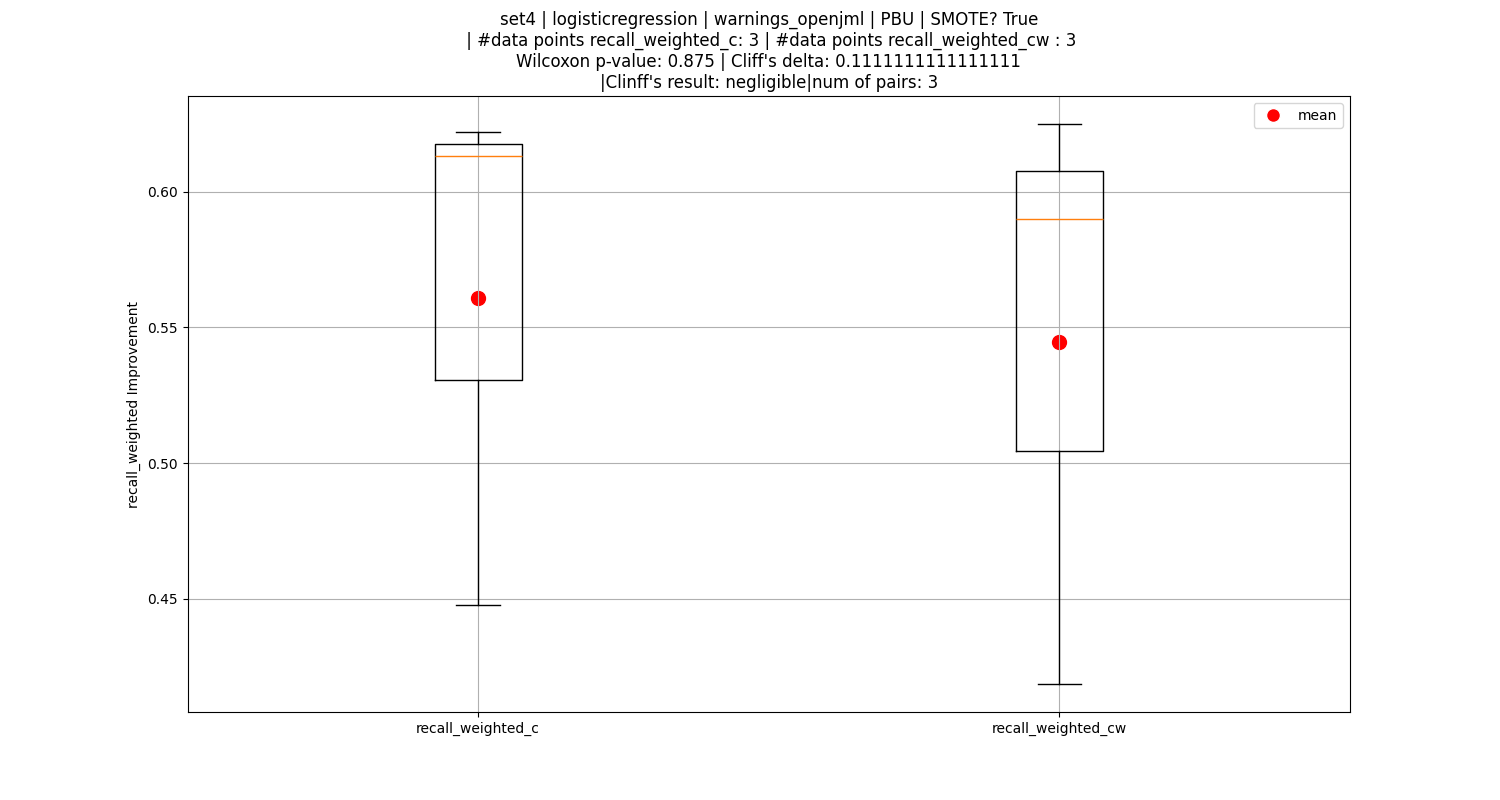 set4 | logisticregression | warnings_openjml | PBU | SMOTE? True
| #data points recall_weighted_c: 3 | #data points recall_weighted_cw : 3
Wilcoxon p-value: 0.875 | Cliff's delta: 0.1111111111111111
|Clinff's result: negligible|num of pairs: 3
mean
recall_weighted Improvement
0.60
0.55
0.50
0.45
recall_weighted_c
recall_weighted_cw